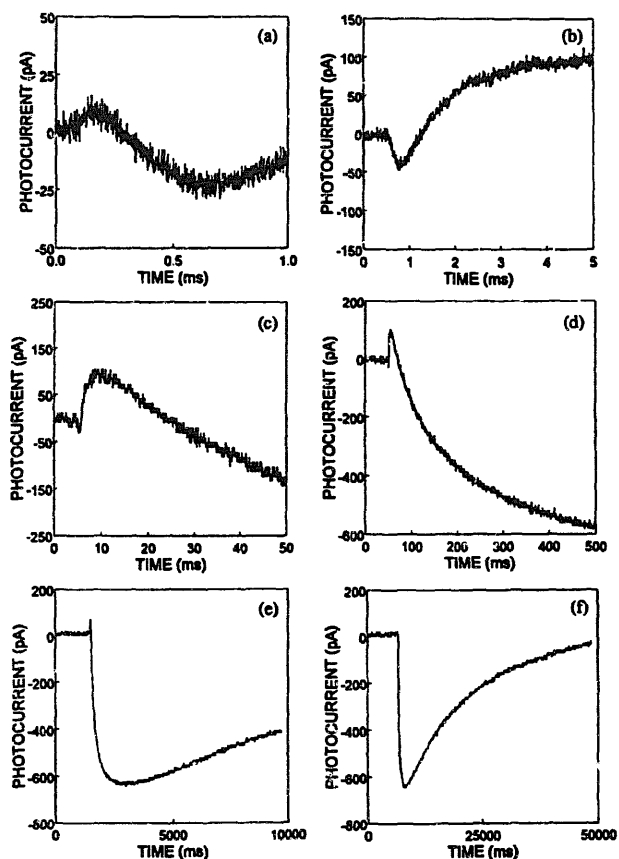 (a)
PHOTOCURRENT (pA)
50
25
0
-25
-50
0.0 0.5 1.0
TIME (ms)
(b)
PHOTOCURRENT (pA)
150
100
50
0
-50
-100
-150
0 1 2 3 4 5
TIME (ms)
(c)
PHOTOCURRENT (pA)
250
150
50
-50
-150
-250
0 10 20 30 40 50
TIME (ms)
(d)
PHOTOCURRENT (pA)
200
0
-200
-400
-600
0 100 200 300 400 500
TIME (ms)
(e)
PHOTOCURRENT (pA)
200
0
-200
-400
-600
-800
0 5000 10000
TIME (ms)
(f)
PHOTOCURRENT (pA)
200
0
-200
-400
-600
-800
0 25000 50000
TIME (ms)